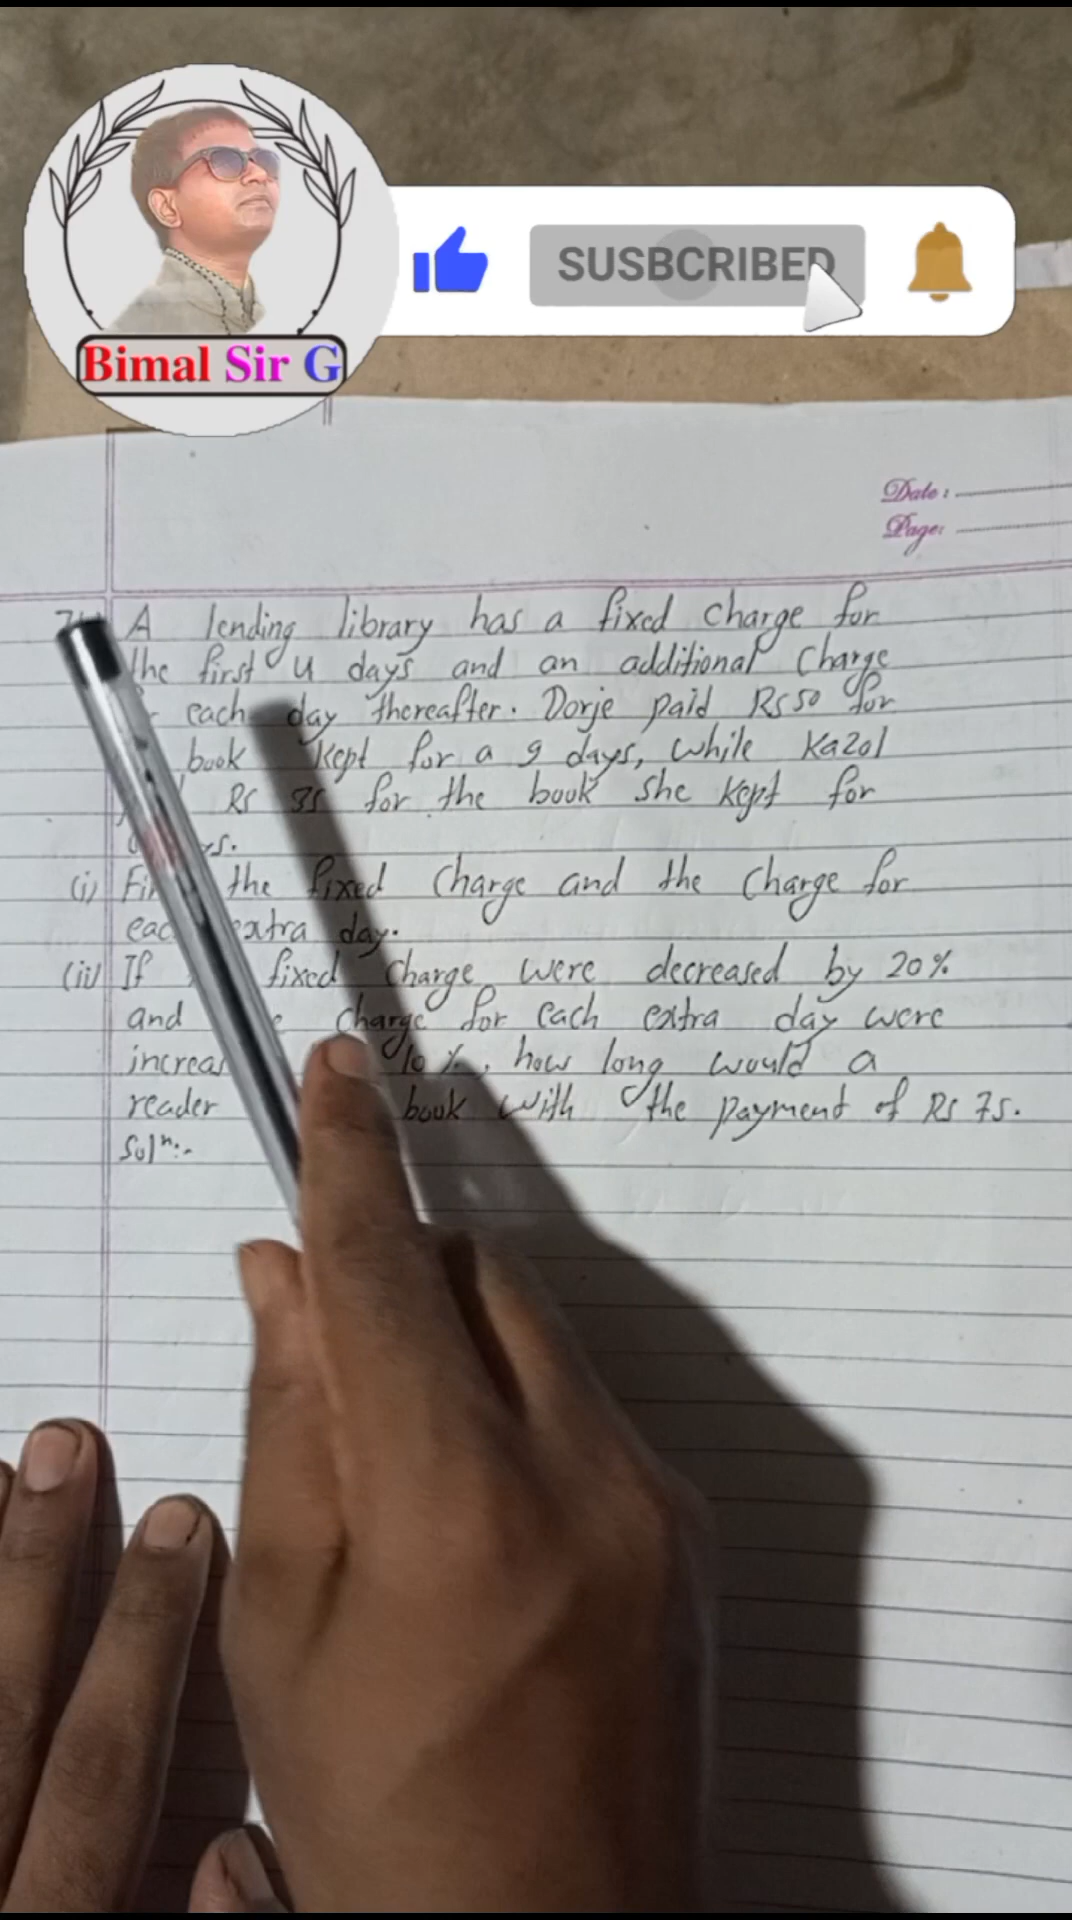 Bimal Sir G
SUSBCRIBED
Date:
Page:
A lending library has a fixed charge for
the first 4 days and an additional charge
each day thereafter. Dorje paid Rs 50 for
book kept for a 9 days, while Kazol
Rs 35 for the book she kept for
(i) the fixed charge and the charge for
extra day.
(ii) If fixed charge were decreased by 20%
and charge for each extra day were
10%, how long would a
reader book with the payment of Rs 75.
Solⁿ:-